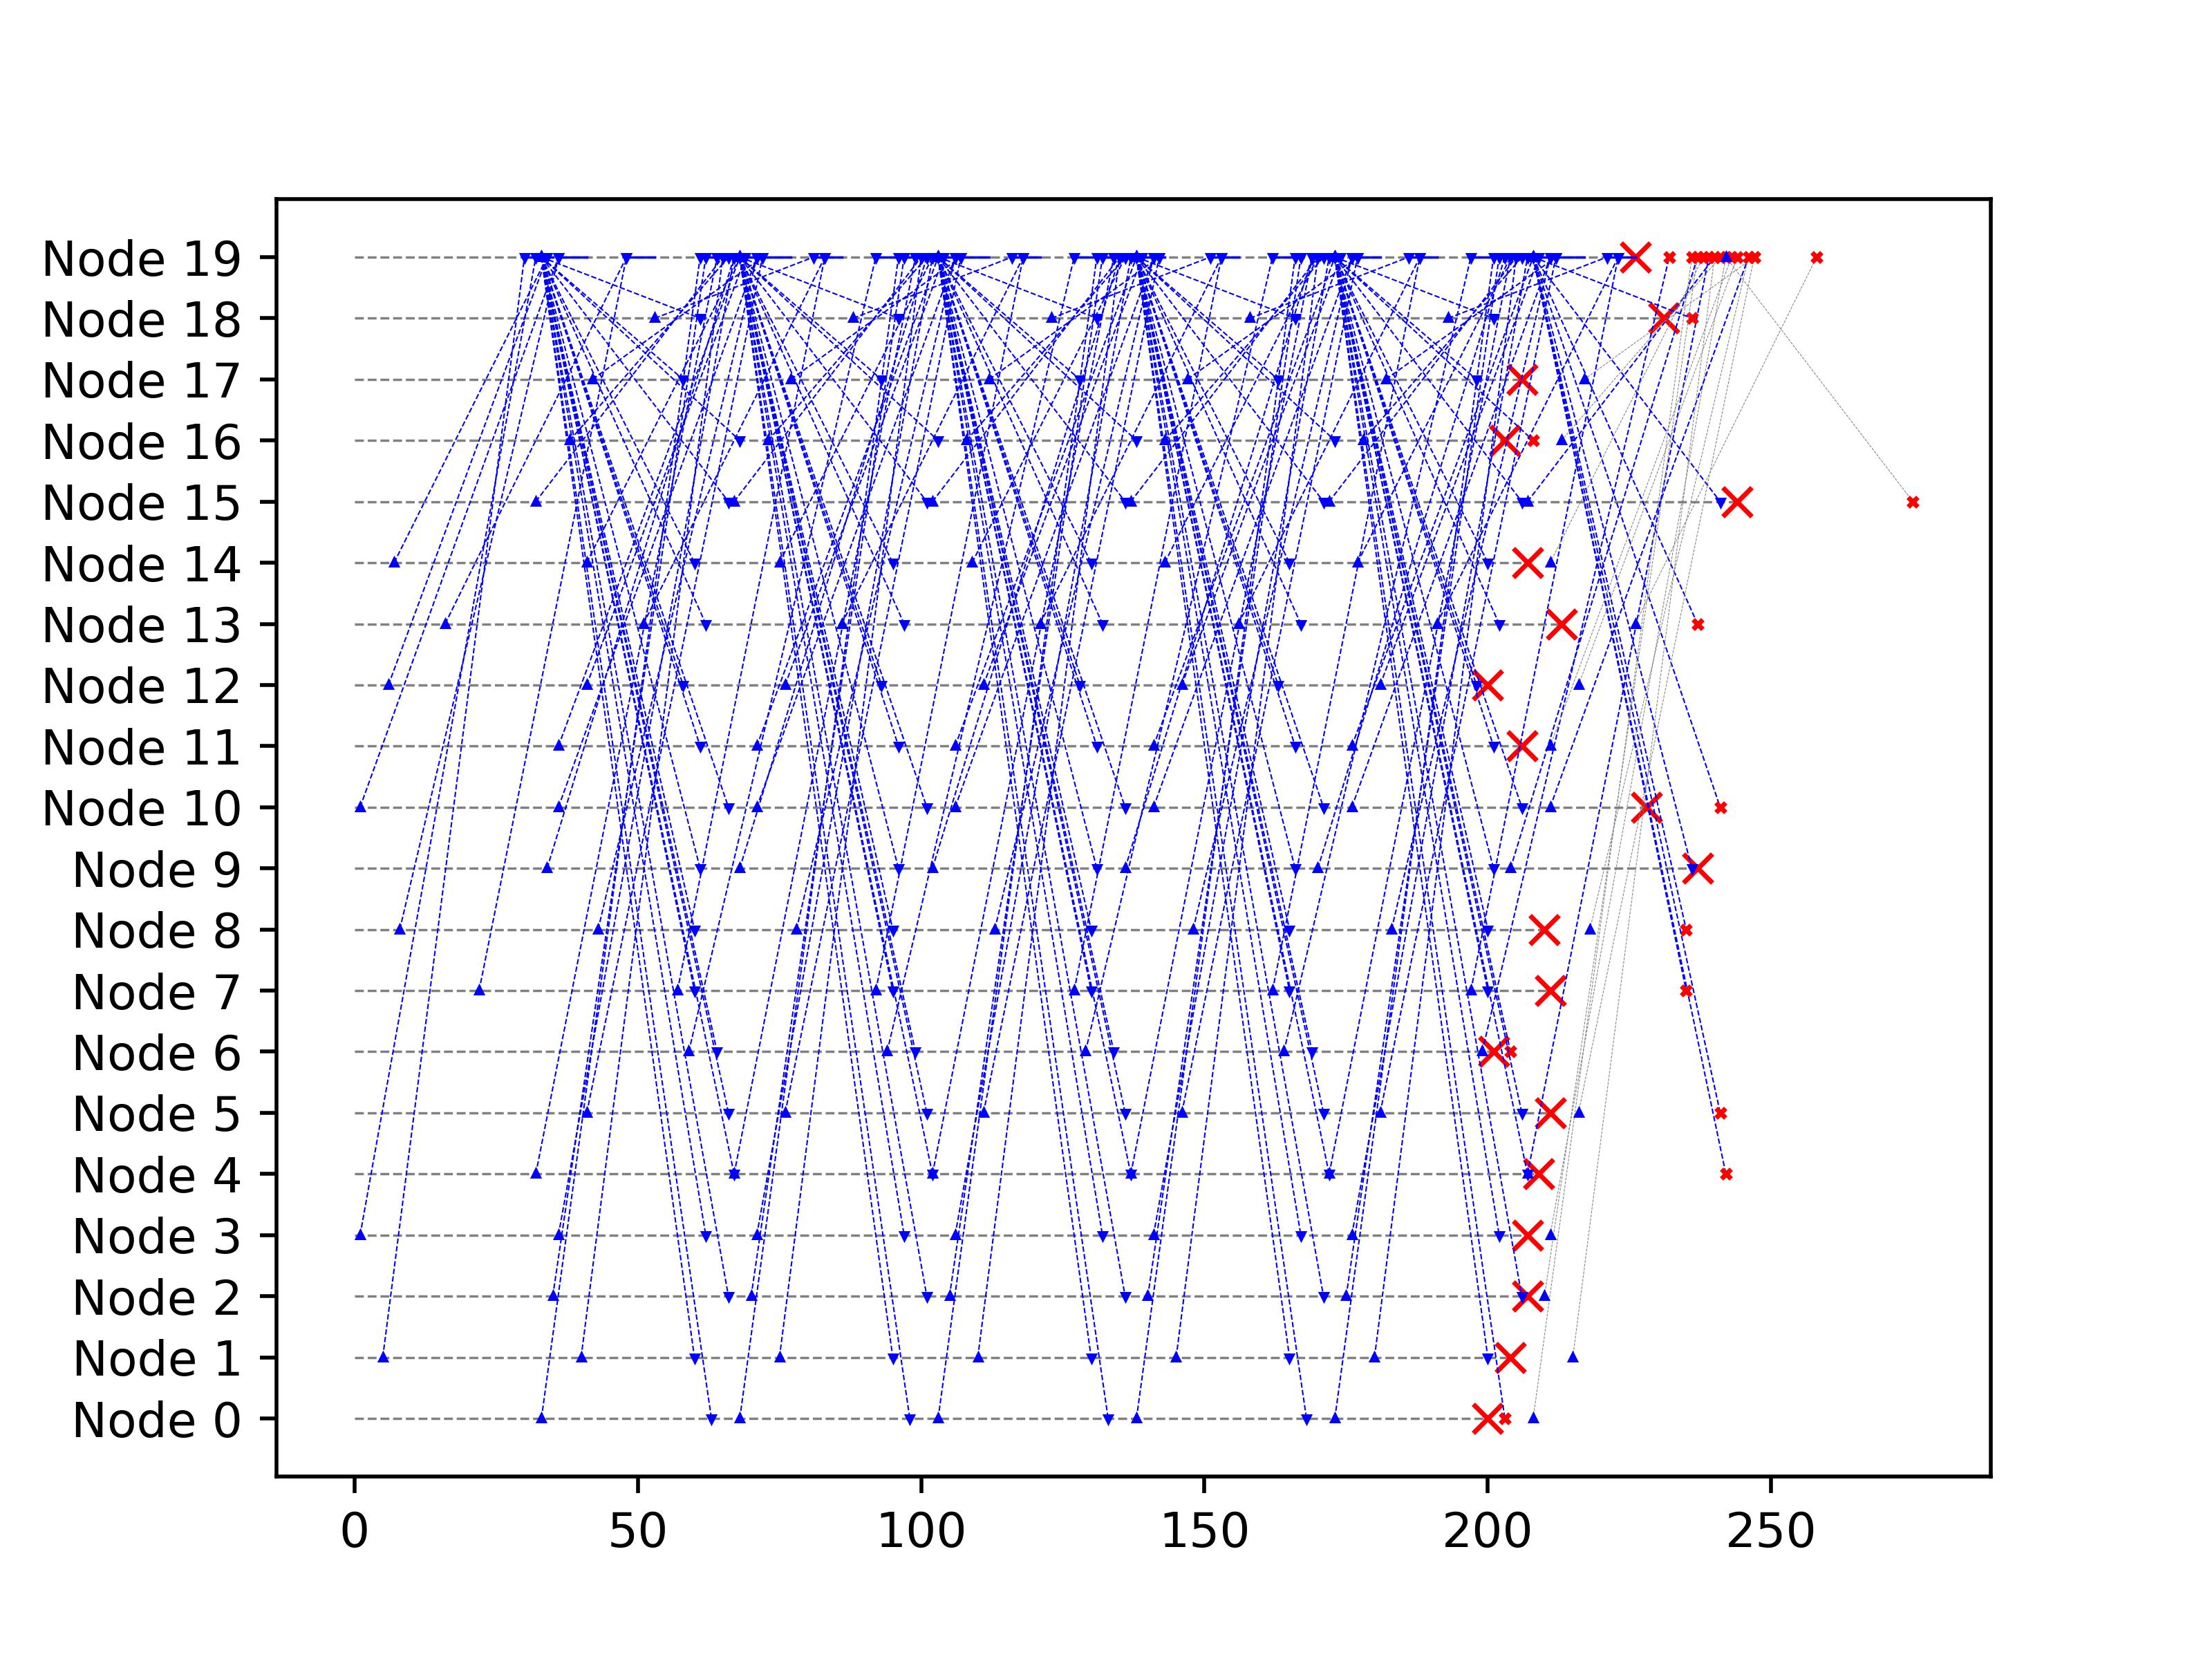 Node 19
Node 18
Node 17
Node 16
Node 15
Node 14
Node 13
Node 12
Node 11
Node 10
Node 9
Node 8
Node 7
Node 6
Node 5
Node 4
Node 3
Node 2
Node 1
Node 0
0 50 100 150 200 250